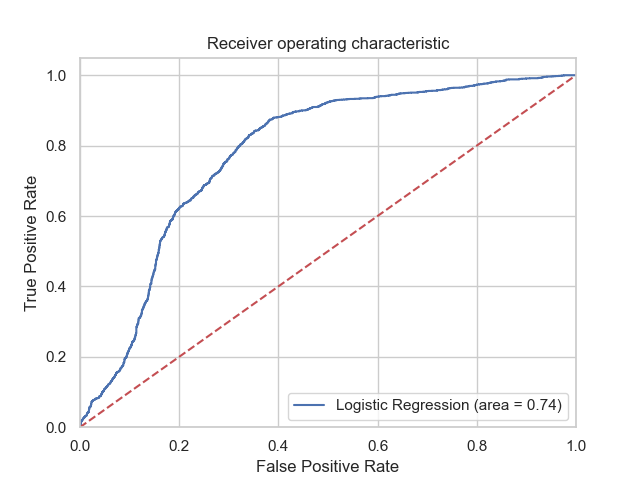 Receiver operating characteristic
1.0
0.8
0.6
0.4
0.2
0.0
True Positive Rate
Logistic Regression (area = 0.74)
0.0 0.2 0.4 0.6 0.8 1.0
False Positive Rate